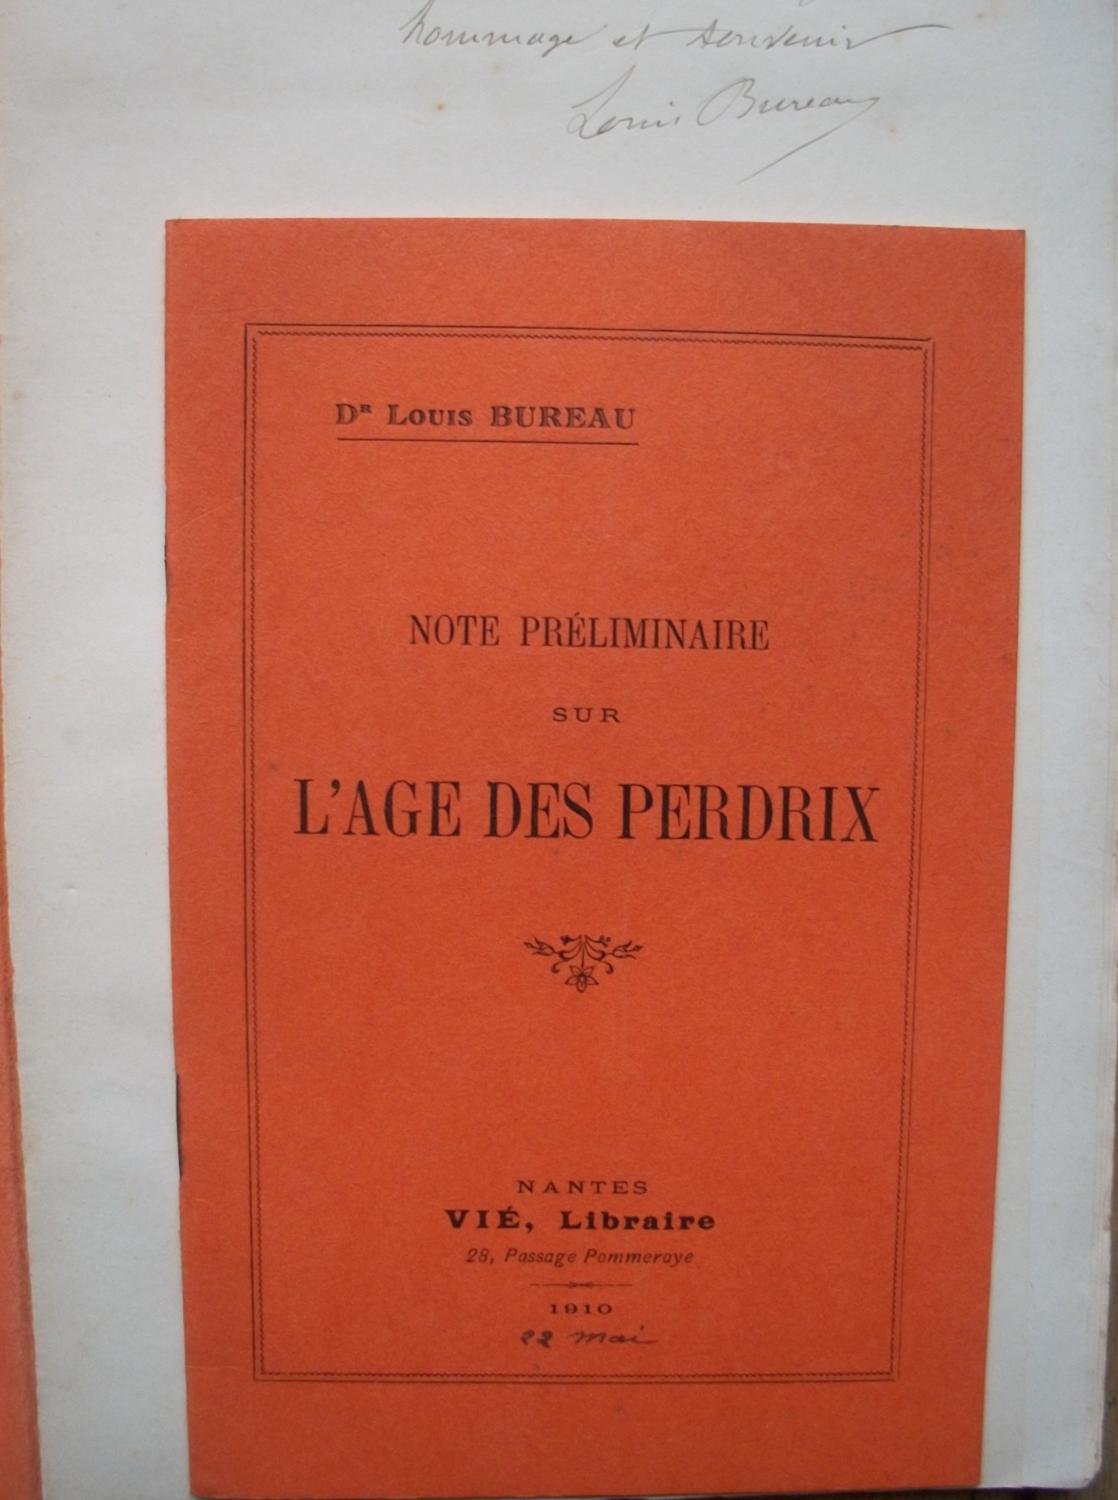 hommage et souvenir
Louis Bureau
Dʳ Louis BUREAU
NOTE PRÉLIMINAIRE
SUR
L'AGE DES PERDRIX
NANTES
VIÉ, Libraire
28, Passage Pommeraye
1910
22 mai